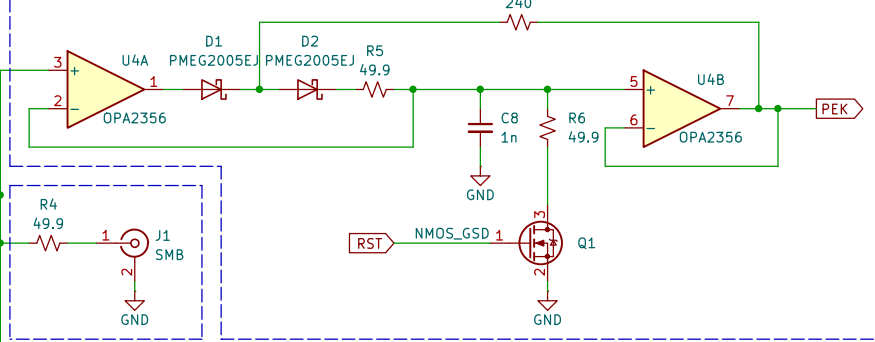 240
D1
D2
U4A
PMEG2005EJ
PMEG2005EJ
R5
49.9
U4B
3
+
1
2
−
OPA2356
5
+
7
6
−
OPA2356
PEK
C8
1n
R6
49.9
GND
R4
49.9
1
J1
SMB
2
GND
RST
NMOS_GSD
1
3
Q1
2
GND